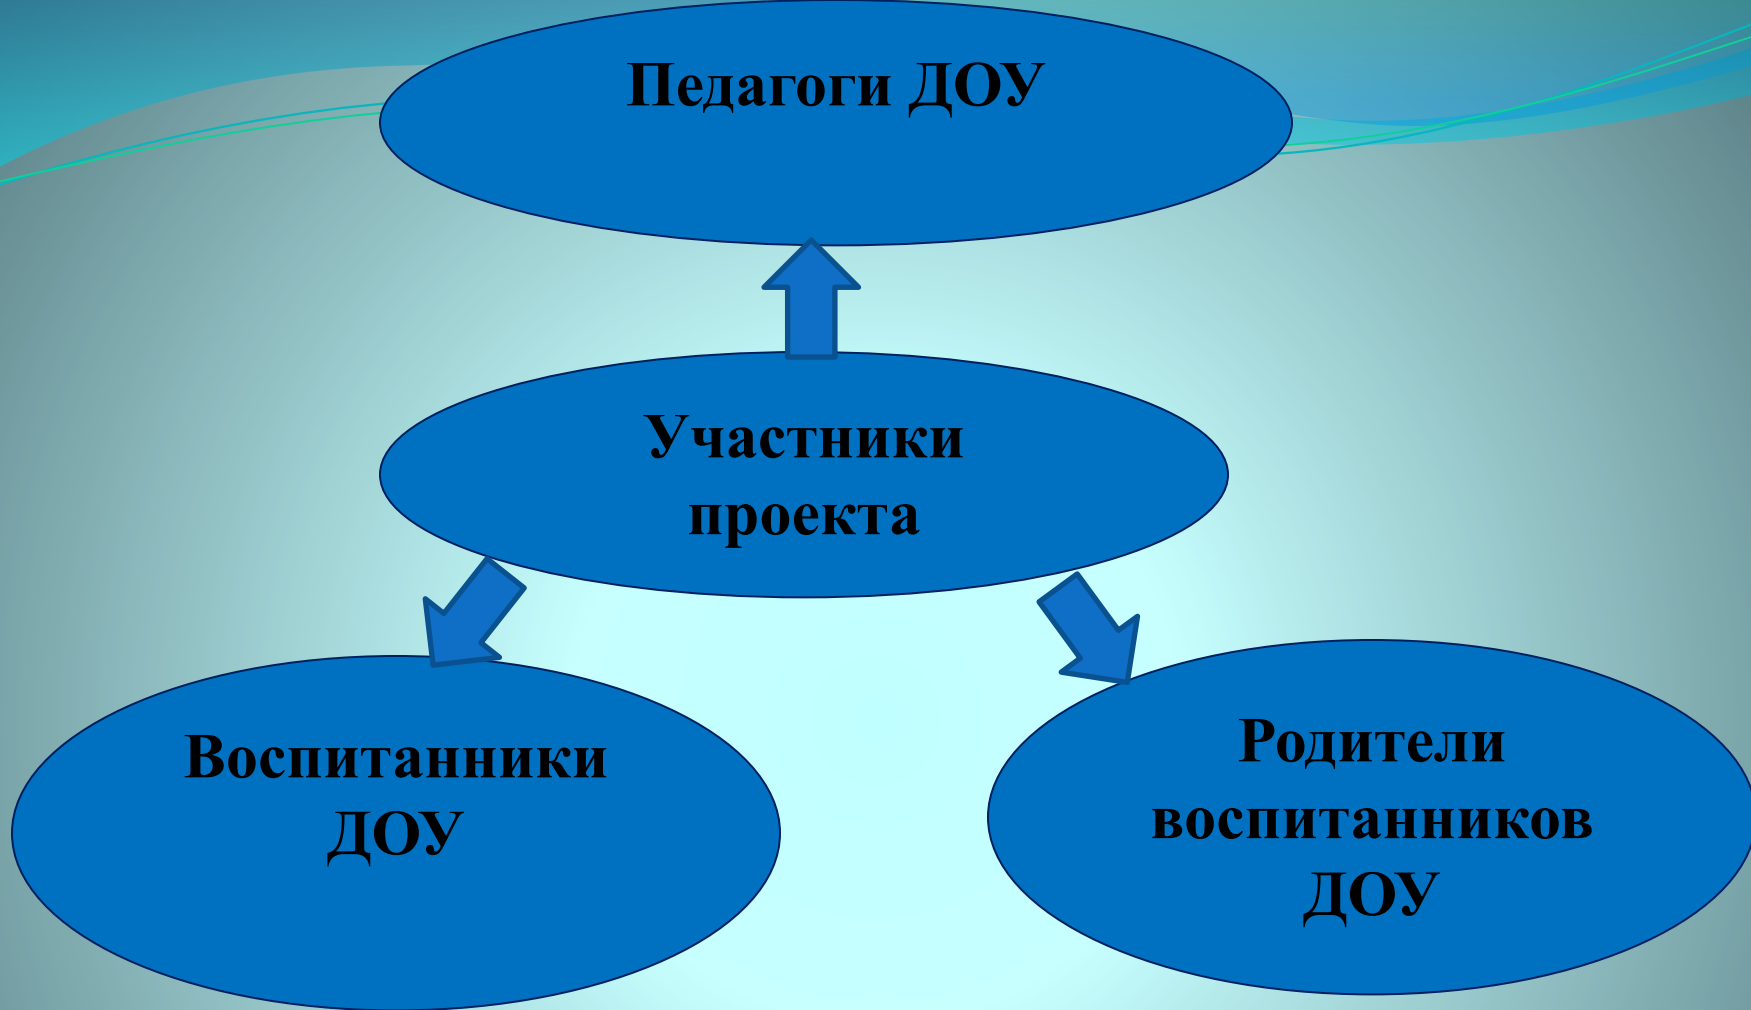 Педагоги ДОУ
Участники
проекта
Воспитанники
ДОУ
Родители
воспитанников
ДОУ